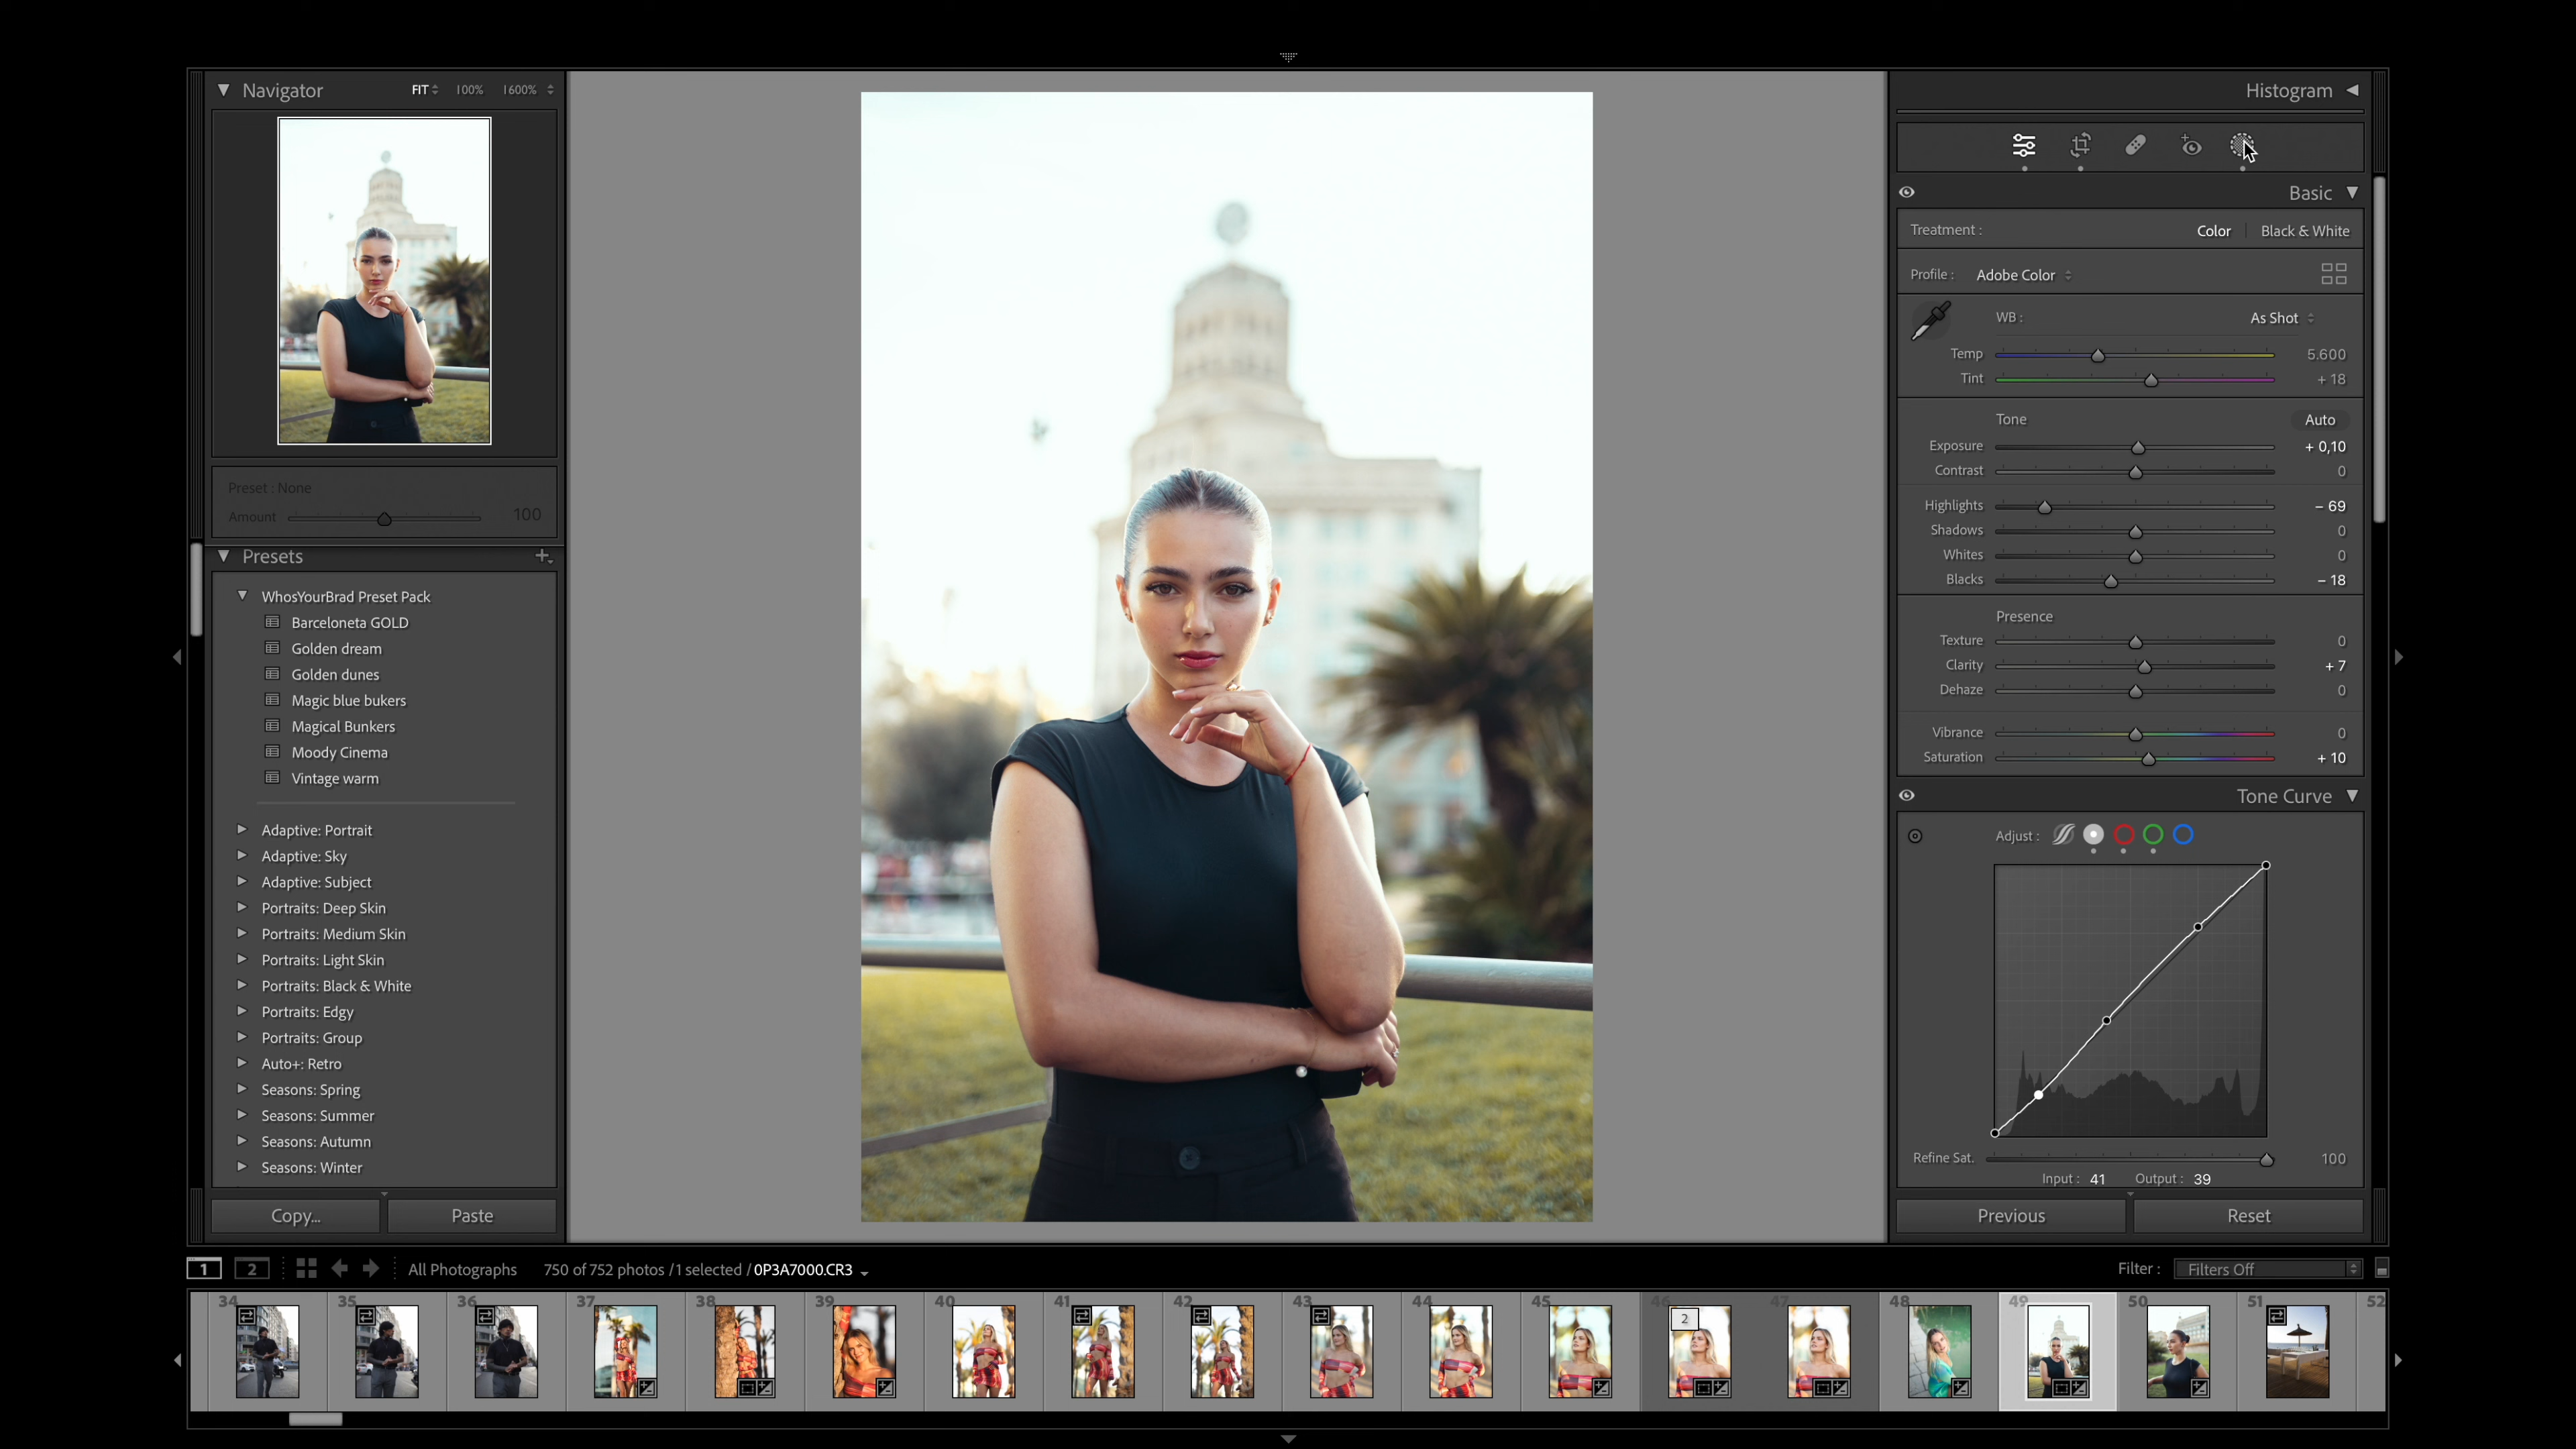 Navigator FIT 100% 1600%
Preset : None
Amount 100
Presets
WhosYourBrad Preset Pack
Barceloneta GOLD
Golden dream
Golden dunes
Magic blue bukers
Magical Bunkers
Moody Cinema
Vintage warm
Adaptive: Portrait
Adaptive: Sky
Adaptive: Subject
Portraits: Deep Skin
Portraits: Medium Skin
Portraits: Light Skin
Portraits: Black & White
Portraits: Edgy
Portraits: Group
Auto+: Retro
Seasons: Spring
Seasons: Summer
Seasons: Autumn
Seasons: Winter
Copy... Paste
Histogram
Basic
Treatment : Color Black & White
Profile : Adobe Color
WB : As Shot
Temp 5.600
Tint + 18
Tone Auto
Exposure + 0,10
Contrast 0
Highlights – 69
Shadows 0
Whites 0
Blacks – 18
Presence
Texture 0
Clarity + 7
Dehaze 0
Vibrance 0
Saturation + 10
Tone Curve
Adjust :
Refine Sat. 100
Input : 41 Output : 39
Previous Reset
1 2 All Photographs 750 of 752 photos / 1 selected / 0P3A7000.CR3 Filter : Filters Off
34 35 36 37 38 39 40 41 42 43 44 45 46 47 48 49 50 51 52
2